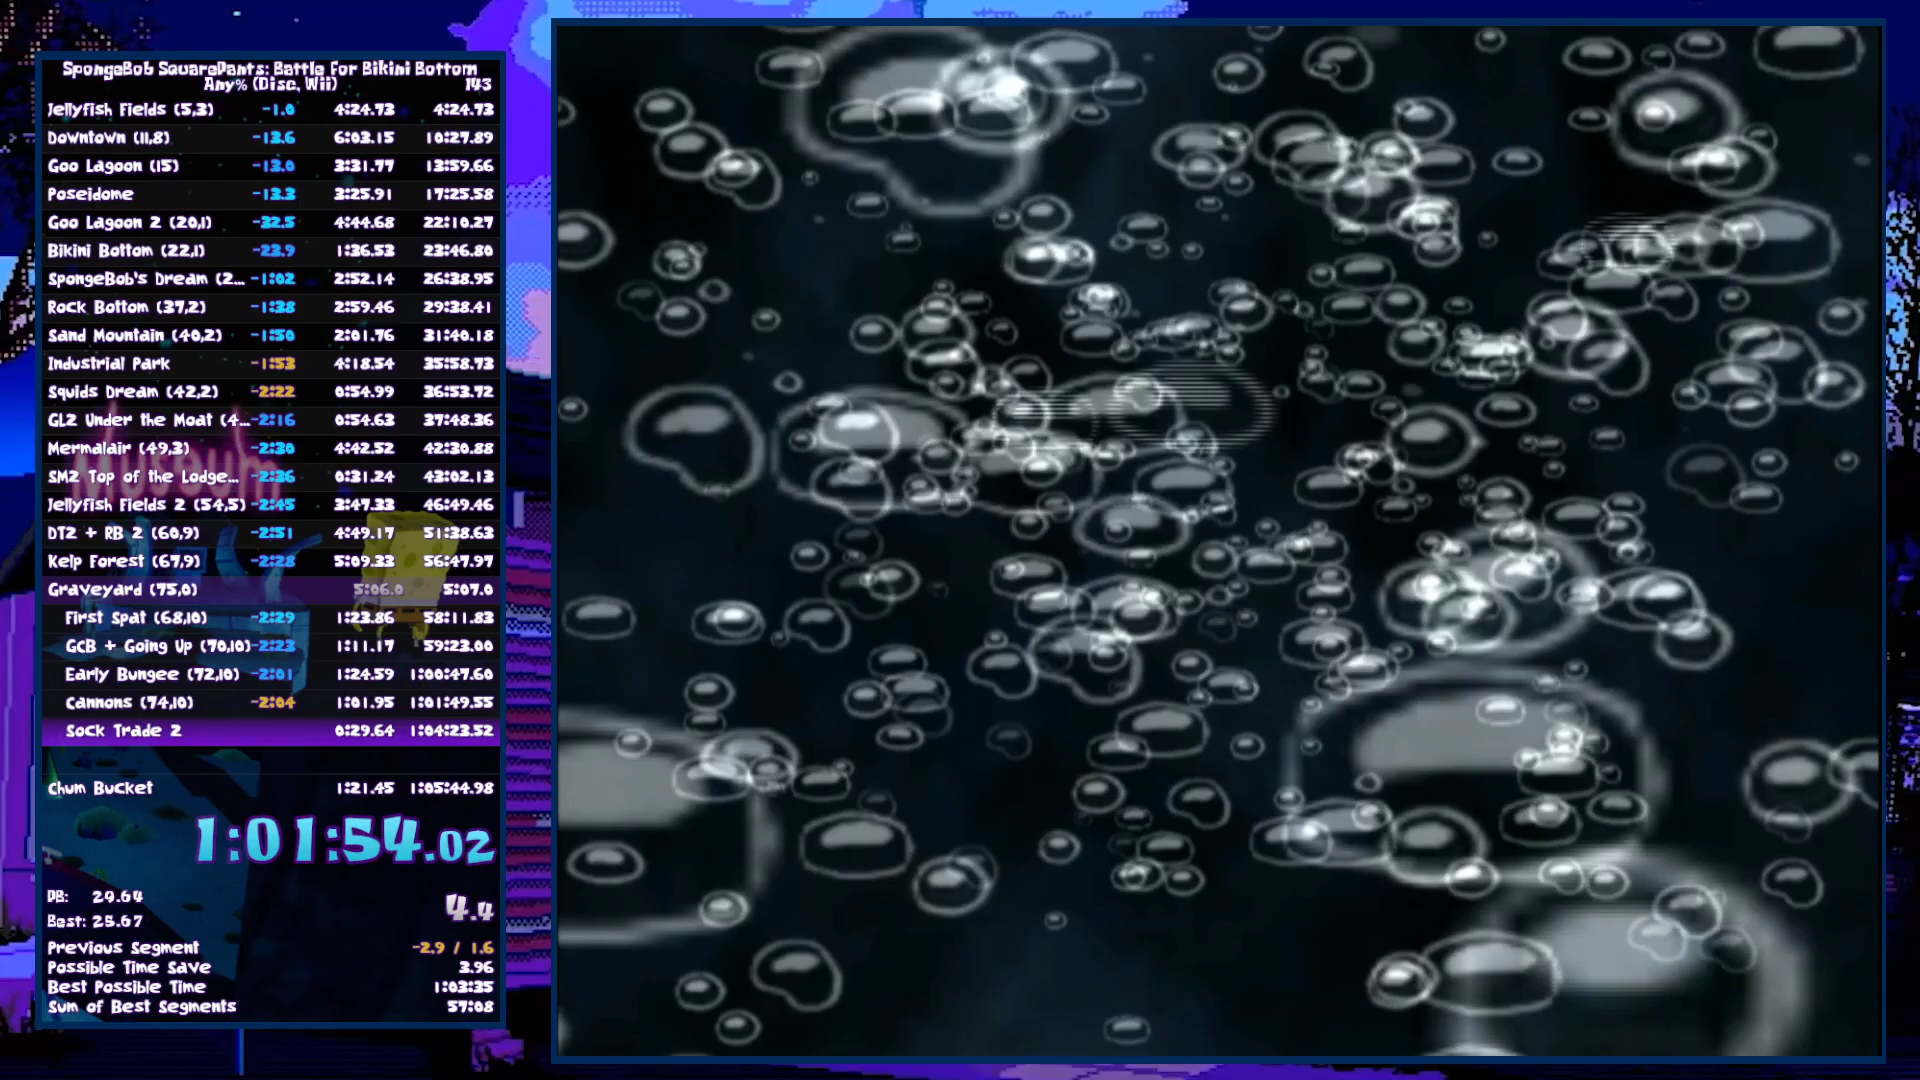 SpongeBob SquarePants: Battle For Bikini Bottom
Any% (Disc, Wii) 143
Jellyfish Fields (5,3) -1.0 4:24.73 4:24.73
Downtown (11,8) -13.6 6:03.15 10:27.89
Goo Lagoon (15) -13.0 3:31.77 13:59.66
Poseidome -13.3 3:25.91 17:25.58
Goo Lagoon 2 (20,1) -32.5 4:44.68 22:10.27
Bikini Bottom (22,1) -23.9 1:36.53 23:46.80
SpongeBob's Dream (2... -1:02 2:52.14 26:38.95
Rock Bottom (37,2) -1:38 2:59.46 29:38.41
Sand Mountain (40,2) -1:50 2:01.76 31:40.18
Industrial Park -1:53 4:18.54 35:58.73
Squids Dream (42,2) -2:22 0:54.99 36:53.72
GL2 Under the Moat (4... -2:16 0:54.63 37:48.36
Mermalair (49,3) -2:30 4:42.52 42:30.88
SM2 Top of the Lodge... -2:36 0:31.24 43:02.13
Jellyfish Fields 2 (54,5) -2:45 3:47.33 46:49.46
DT2 + RB 2 (60,9) -2:51 4:49.17 51:38.63
Kelp Forest (67,9) -2:28 5:09.33 56:47.97
Graveyard (75,0) 5:06.0 5:07.0
First Spat (68,10) -2:29 1:23.86 58:11.83
GCB + Going Up (70,10) -2:23 1:11.17 59:23.00
Early Bungee (72,10) -2:01 1:24.59 1:00:47.60
Cannons (74,10) -2:04 1:01.95 1:01:49.55
Sock Trade 2 0:29.64 1:04:23.52
Chum Bucket 1:21.45 1:05:44.98
1:01:54.02
PB: 29.64
4.4
Best: 25.67
Previous Segment -2.9 / 1.6
Possible Time Save 3.96
Best Possible Time 1:03:35
Sum of Best Segments 57:08